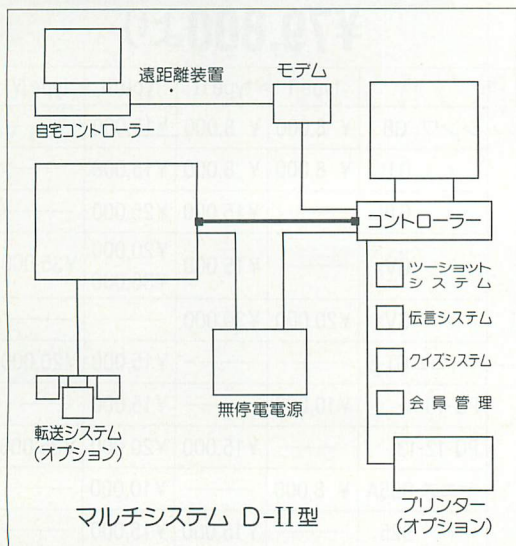 遠距離装置
モデム
自宅コントローラー
コントローラー
ツーショット
システム
伝言システム
クイズシステム
会員管理
無停電電源
転送システム
(オプション)
プリンター
(オプション)
マルチシステム D-II型